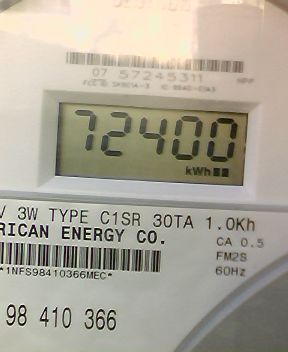 07 57245311
72400
kWh
V 3W TYPE C1SR 30TA 1.0Kh
RICAN ENERGY CO.
CA 0.5
FM2S
60Hz
*1NFS98410366MEC*
98 410 366